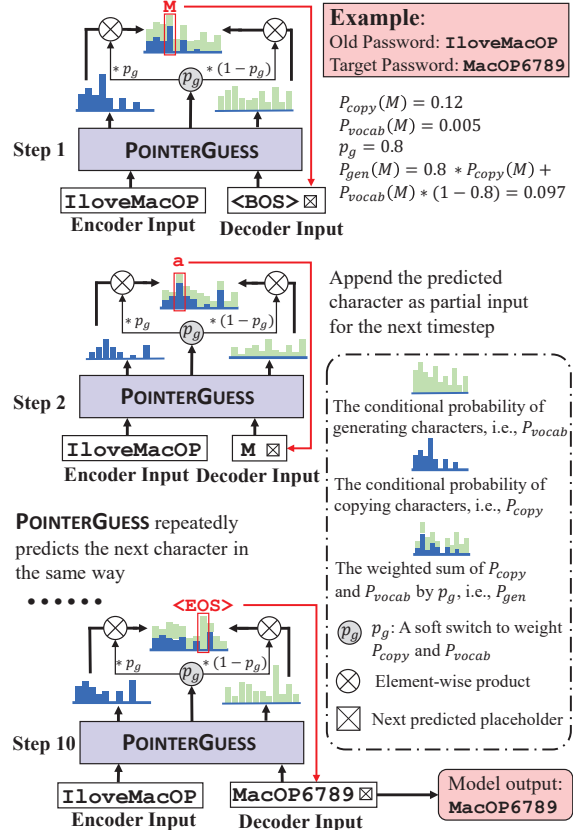 M
Example:
Old Password: IloveMacOP
Target Password: MacOP6789
* p_g
p_g
* (1 − p_g)
P_copy(M) = 0.12
P_vocab(M) = 0.005
p_g = 0.8
P_gen(M) = 0.8 * P_copy(M) +
P_vocab(M) * (1 − 0.8) = 0.097
Step 1
POINTERGUESS
IloveMacOP
<BOS>
Encoder Input
Decoder Input
a
* p_g
p_g
* (1 − p_g)
Append the predicted
character as partial input
for the next timestep
Step 2
POINTERGUESS
IloveMacOP
M
Encoder Input
Decoder Input
The conditional probability of
generating characters, i.e., P_vocab
The conditional probability of
copying characters, i.e., P_copy
The weighted sum of P_copy
and P_vocab by p_g, i.e., P_gen
p_g
p_g: A soft switch to weight
P_copy and P_vocab
Element-wise product
Next predicted placeholder
POINTERGUESS repeatedly
predicts the next character in
the same way
......
<EOS>
* p_g
p_g
* (1 − p_g)
Step 10
POINTERGUESS
IloveMacOP
MacOP6789
Encoder Input
Decoder Input
Model output:
MacOP6789